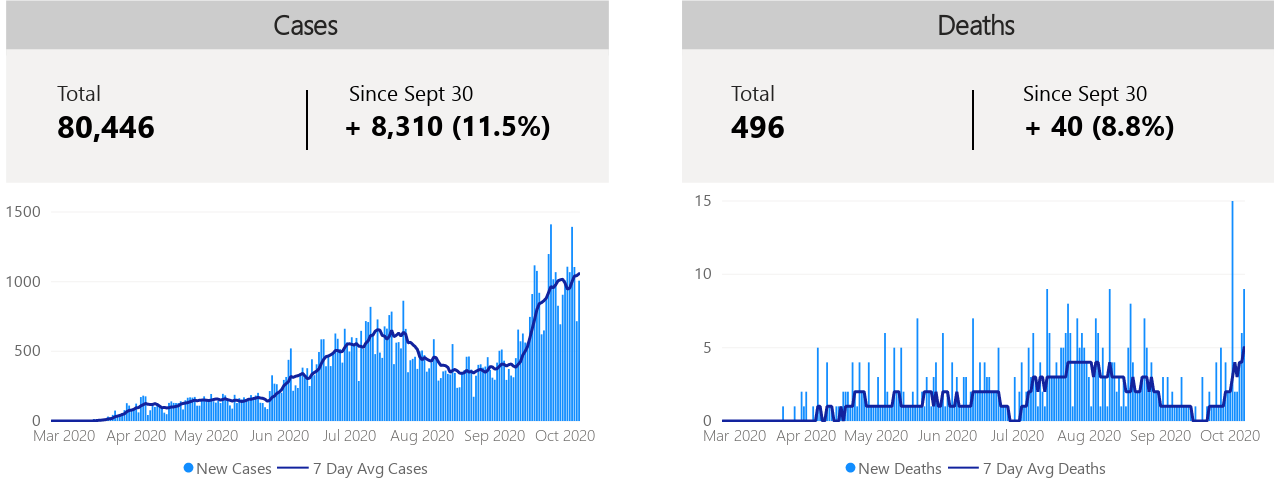 Cases
Total
80,446
Since Sept 30
+ 8,310 (11.5%)
1500
1000
500
0
Mar 2020 Apr 2020 May 2020 Jun 2020 Jul 2020 Aug 2020 Sep 2020 Oct 2020
New Cases 7 Day Avg Cases
Deaths
Total
496
Since Sept 30
+ 40 (8.8%)
15
10
5
0
Mar 2020 Apr 2020 May 2020 Jun 2020 Jul 2020 Aug 2020 Sep 2020 Oct 2020
New Deaths 7 Day Avg Deaths